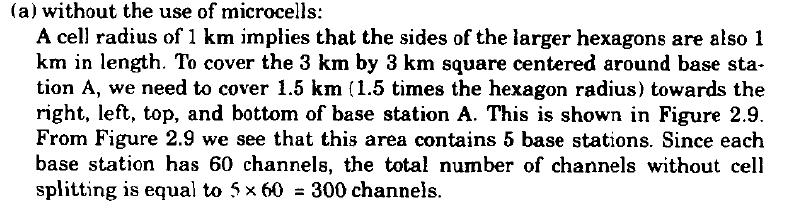 (a) without the use of microcells:
A cell radius of 1 km implies that the sides of the larger hexagons are also 1
km in length. To cover the 3 km by 3 km square centered around base sta-
tion A, we need to cover 1.5 km (1.5 times the hexagon radius) towards the
right, left, top, and bottom of base station A. This is shown in Figure 2.9.
From Figure 2.9 we see that this area contains 5 base stations. Since each
base station has 60 channels, the total number of channels without cell
splitting is equal to 5 × 60 = 300 channels.